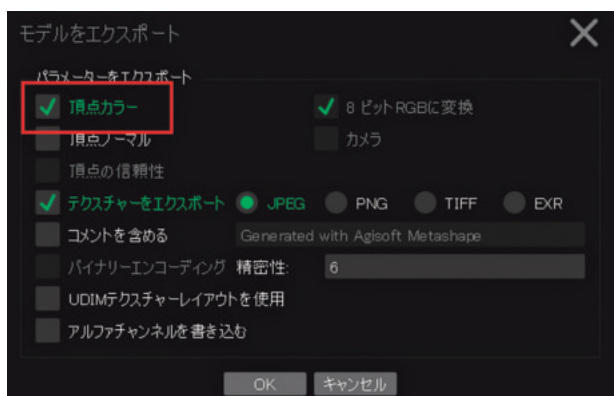 モデルをエクスポート
パラメーターをエクスポート
頂点カラー
8 ビットRGBに変換
頂点ノーマル
カメラ
頂点の信頼性
テクスチャーをエクスポート JPEG PNG TIFF EXR
コメントを含める Generated with Agisoft Metashape
バイナリーエンコーディング 精密性: 6
UDIMテクスチャーレイアウトを使用
アルファチャンネルを書き込む
OK キャンセル